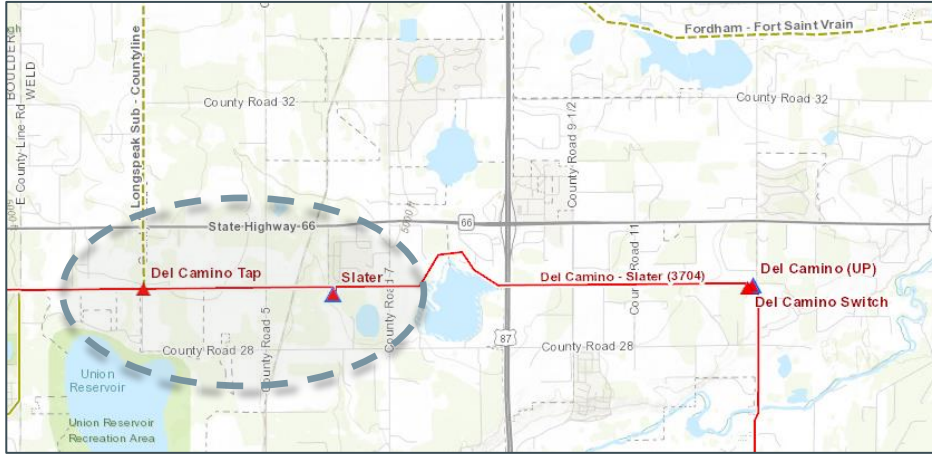 BOULDER
WELD
E County Line Rd
Longspeak Sub - Countyline
County Road 32
Fordham - Fort Saint Vrain
County Road 9 1/2
County Road 32
State Highway 66
5000 ft
66
Del Camino Tap
Slater
County Road 5
County Road 28
Del Camino - Slater (3704)
County Road 11
Del Camino (UP)
Del Camino Switch
87
County Road 28
Union
Reservoir
Union Reservoir
Recreation Area